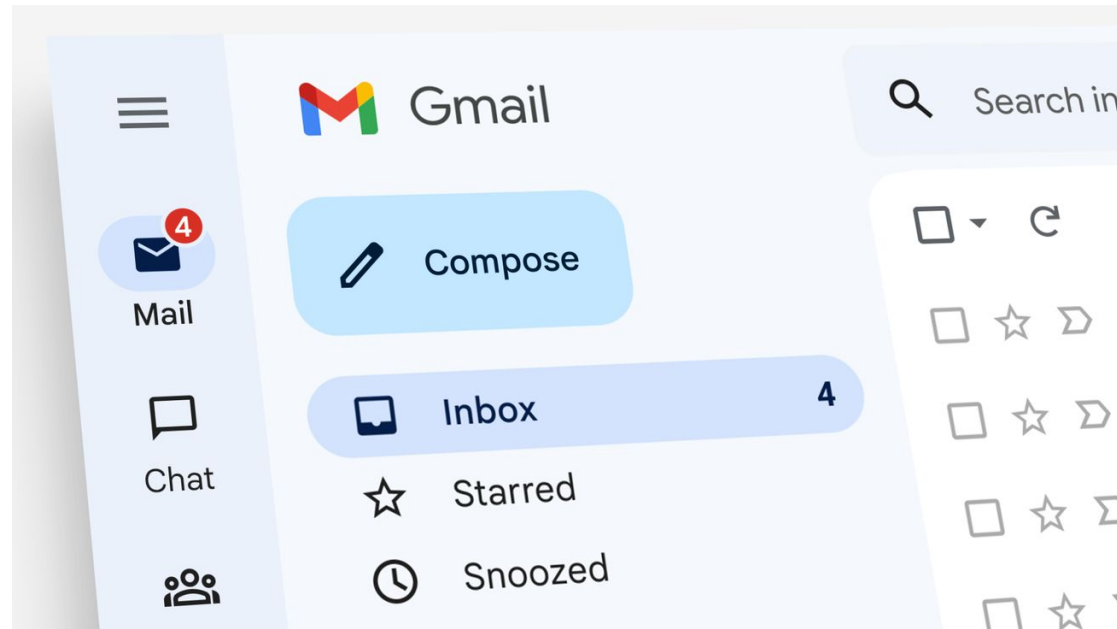 Gmail
Search in
4
Mail
Compose
Inbox 4
Chat
Starred
Snoozed